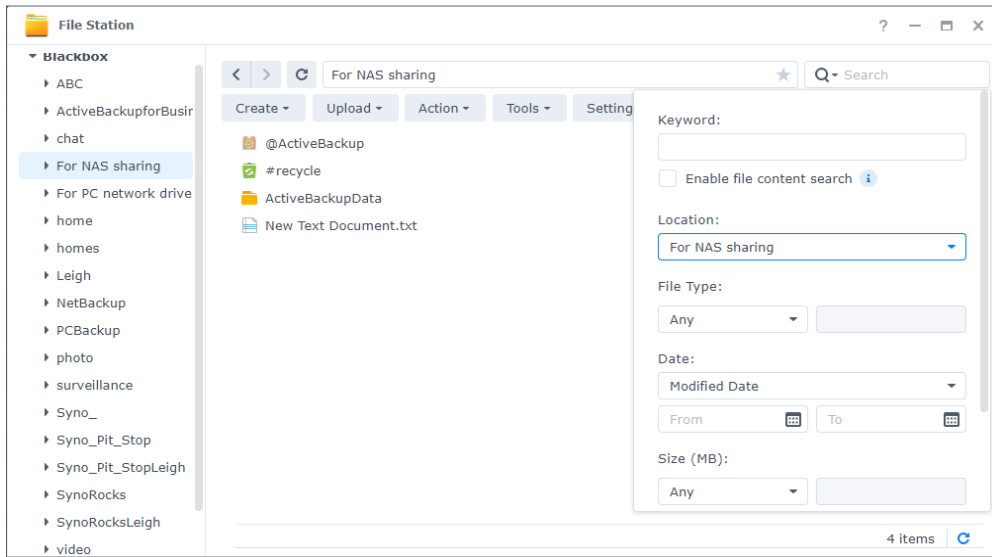 File Station
Blackbox
ABC
ActiveBackupforBusir
chat
For NAS sharing
For PC network drive
home
homes
Leigh
NetBackup
PCBackup
photo
surveillance
Syno_
Syno_Pit_Stop
Syno_Pit_StopLeigh
SynoRocks
SynoRocksLeigh
video
For NAS sharing
Search
Create
Upload
Action
Tools
Setting
@ActiveBackup
#recycle
ActiveBackupData
New Text Document.txt
Keyword:
Enable file content search
Location:
For NAS sharing
File Type:
Any
Date:
Modified Date
From
To
Size (MB):
Any
4 items